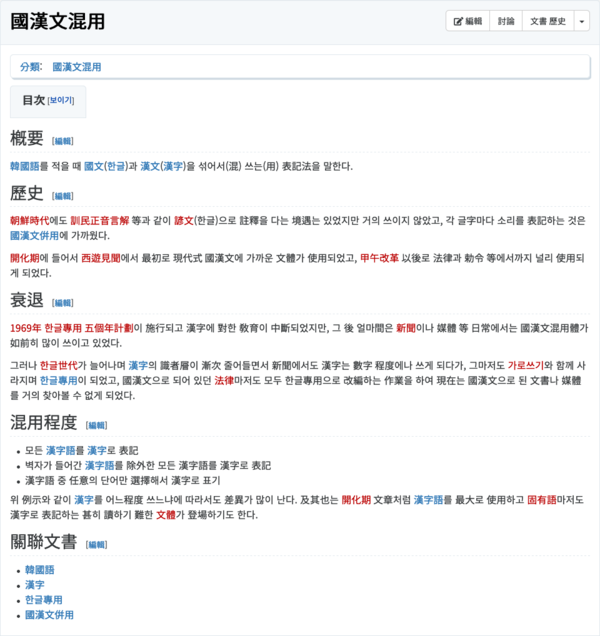 國漢文混用
編輯
討論
文書 歷史
分類: 國漢文混用
目次 [보이기]
槪要 [編輯]
韓國語를 적을 때 國文(한글)과 漢文(漢字)을 섞어서(混) 쓰는(用) 表記法을 말한다.
歷史 [編輯]
朝鮮時代에도 訓民正音言解 등과 같이 諺文(한글)으로 註釋을 다는 境遇는 있었지만 거의 쓰이지 않았고, 각 글자마다 소리를 表記하는 것은
國漢文併用에 가까웠다.
開化期에 들어서 西遊見聞에서 最初로 現代式 國漢文에 가까운 文體가 使用되었고, 甲午改革 以後로 法律과 勅令 등에서까지 널리 使用되
게 되었다.
衰退 [編輯]
1969年 한글專用 五個年計劃이 施行되고 漢字에 對한 敎育이 中斷되었지만, 그 後 얼마間은 新聞이나 媒體 等 日常에서는 國漢文混用體가
如前히 많이 쓰이고 있었다.
그러나 한글世代가 늘어나며 漢字의 識者層이 漸次 줄어들면서 新聞에서도 漢字는 數字 程度에나 쓰게 되다가, 그마저도 가로쓰기와 함께 사
라지며 한글專用이 되었고, 國漢文으로 되어 있던 法律마저도 모두 한글專用으로 改編하는 作業을 하여 現在는 國漢文으로 된 文書나 媒體
를 거의 찾아볼 수 없게 되었다.
混用程度 [編輯]
• 모든 漢字語를 漢字로 表記
• 벽자가 들어간 漢字語를 除外한 모든 漢字語를 漢字로 表記
• 漢字語 중 任意의 단어만 選擇해서 漢字로 표기
위 例示와 같이 漢字를 어느程度 쓰느냐에 따라서도 差異가 많이 난다. 及其也는 開化期 文章처럼 漢字語를 最大로 使用하고 固有語마저도
漢字로 表記하는 甚히 讀하기 難한 文體가 登場하기도 한다.
關聯文書 [編輯]
• 韓國語
• 漢字
• 한글專用
• 國漢文併用